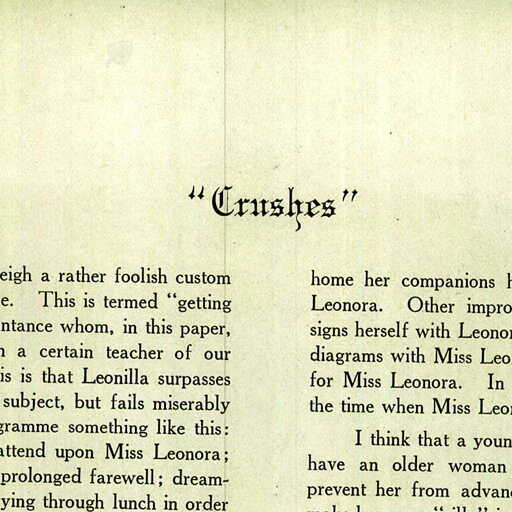 "Crushes"
eigh a rather foolish custom
e. This is termed "getting
intance whom, in this paper,
a certain teacher of our
is is that Leonilla surpasses
subject, but fails miserably
gramme something like this:
attend upon Miss Leonora;
prolonged farewell; dream-
ying through lunch in order
home her companions h
Leonora. Other impro
signs herself with Leonor
diagrams with Miss Leo
for Miss Leonora. In
the time when Miss Leo
I think that a youn
have an older woman
prevent her from advan